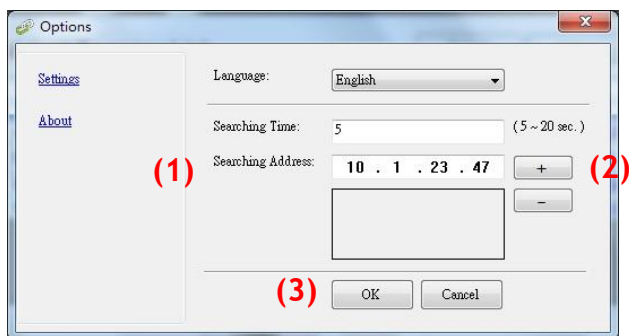 Options
Settings
About
Language: English
Searching Time: 5 (5 ~ 20 sec.)
(1) Searching Address: 10 . 1 . 23 . 47 + (2)
-
(3) OK Cancel